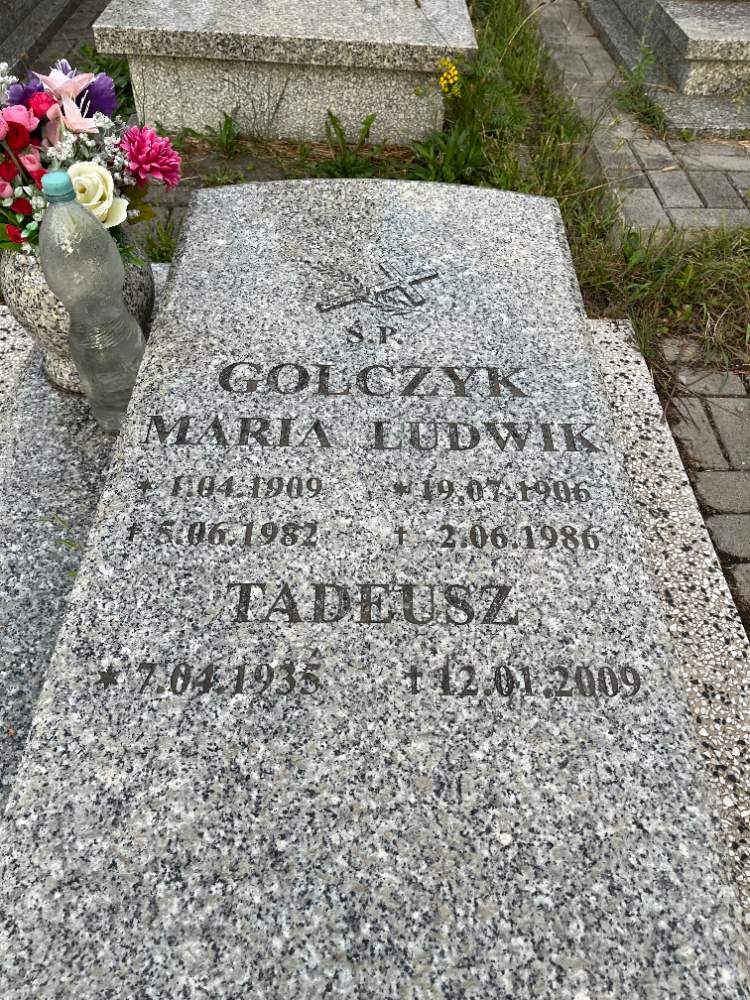 Ś.P.
GOLCZYK
MARIA LUDWIK
* 1.04.1909 * 19.07.1906
† 5.06.1982 † 2.06.1986
TADEUSZ
* 7.04.1935 † 12.01.2009